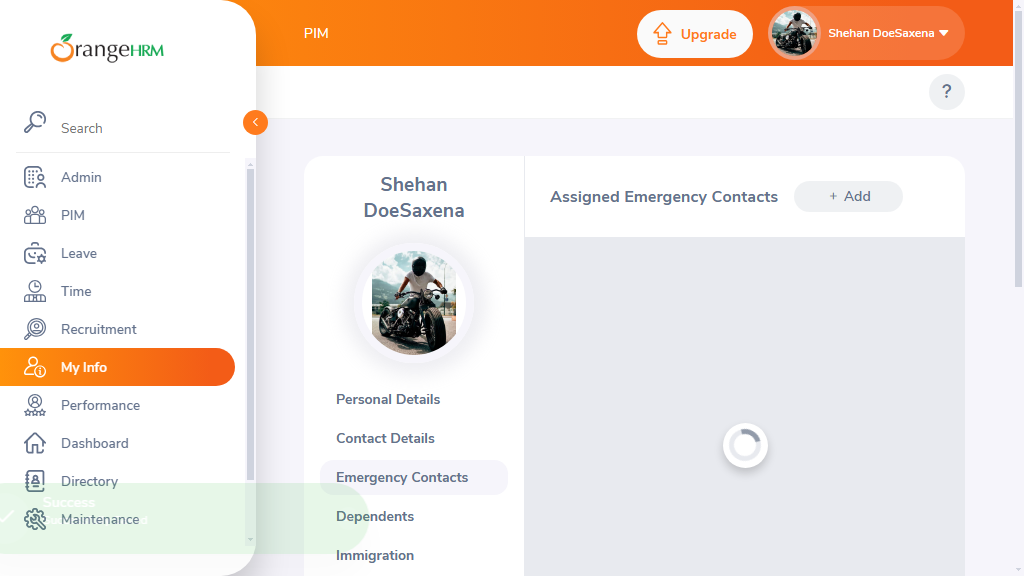 OrangeHRM
PIM
Upgrade
Shehan DoeSaxena
?
Search
Admin
PIM
Leave
Time
Recruitment
My Info
Performance
Dashboard
Directory
Success
Maintenance
Shehan
DoeSaxena
Personal Details
Contact Details
Emergency Contacts
Dependents
Immigration
Assigned Emergency Contacts
+ Add